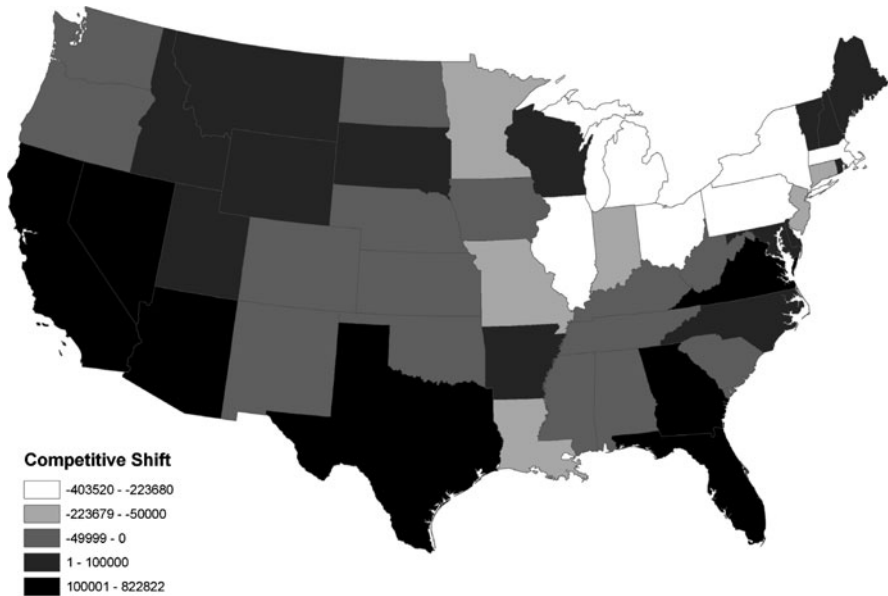 Competitive Shift
-403520 - -223680
-223679 - -50000
-49999 - 0
1 - 100000
100001 - 822822